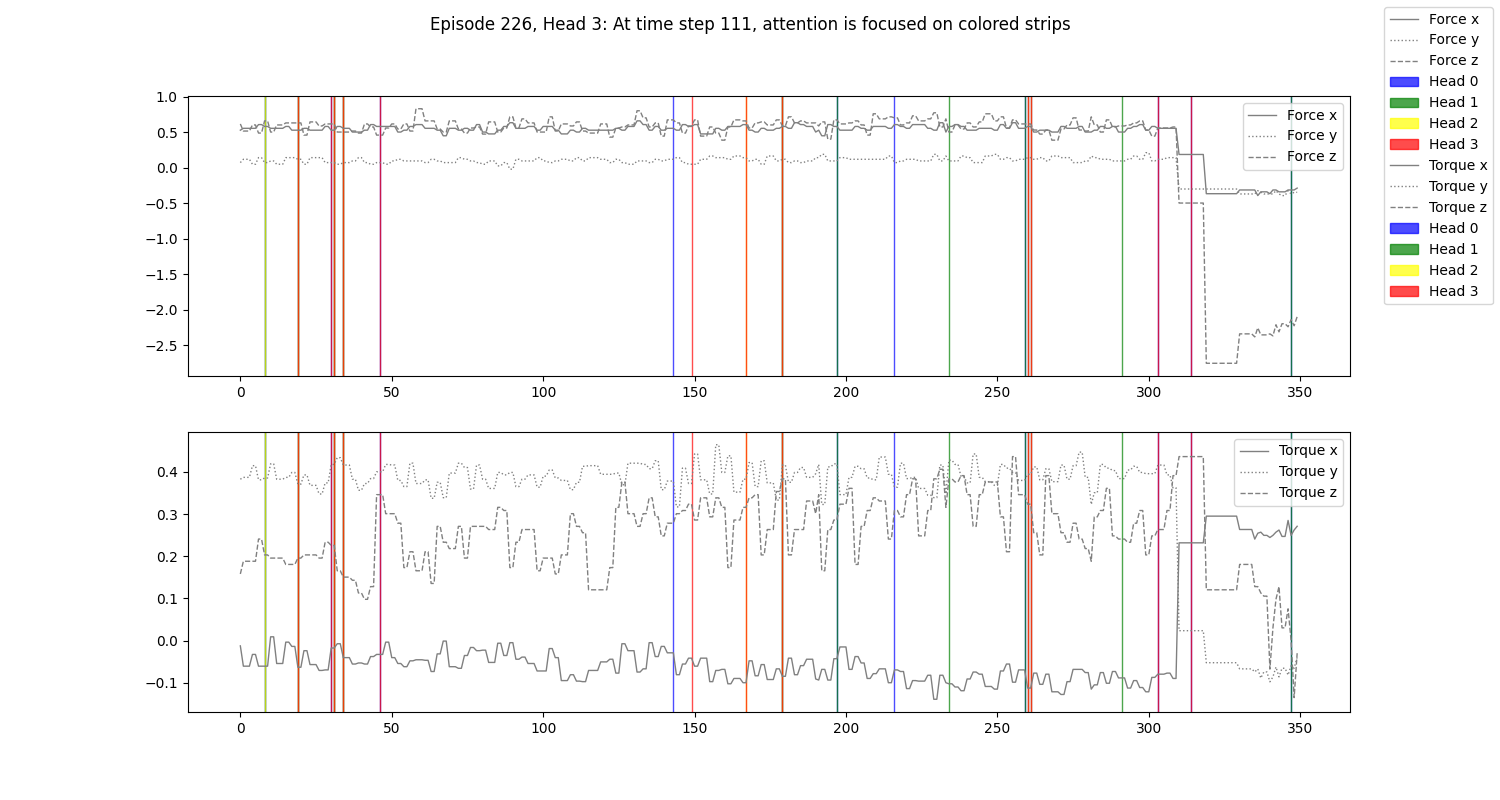 Episode 226, Head 3: At time step 111, attention is focused on colored strips
Force x
Force y
Force z
Head 0
Head 1
Head 2
Head 3
Torque x
Torque y
Torque z
Head 0
Head 1
Head 2
Head 3
1.0
0.5
0.0
−0.5
−1.0
−1.5
−2.0
−2.5
Force x
Force y
Force z
0 50 100 150 200 250 300 350
0.4
0.3
0.2
0.1
0.0
−0.1
Torque x
Torque y
Torque z
0 50 100 150 200 250 300 350